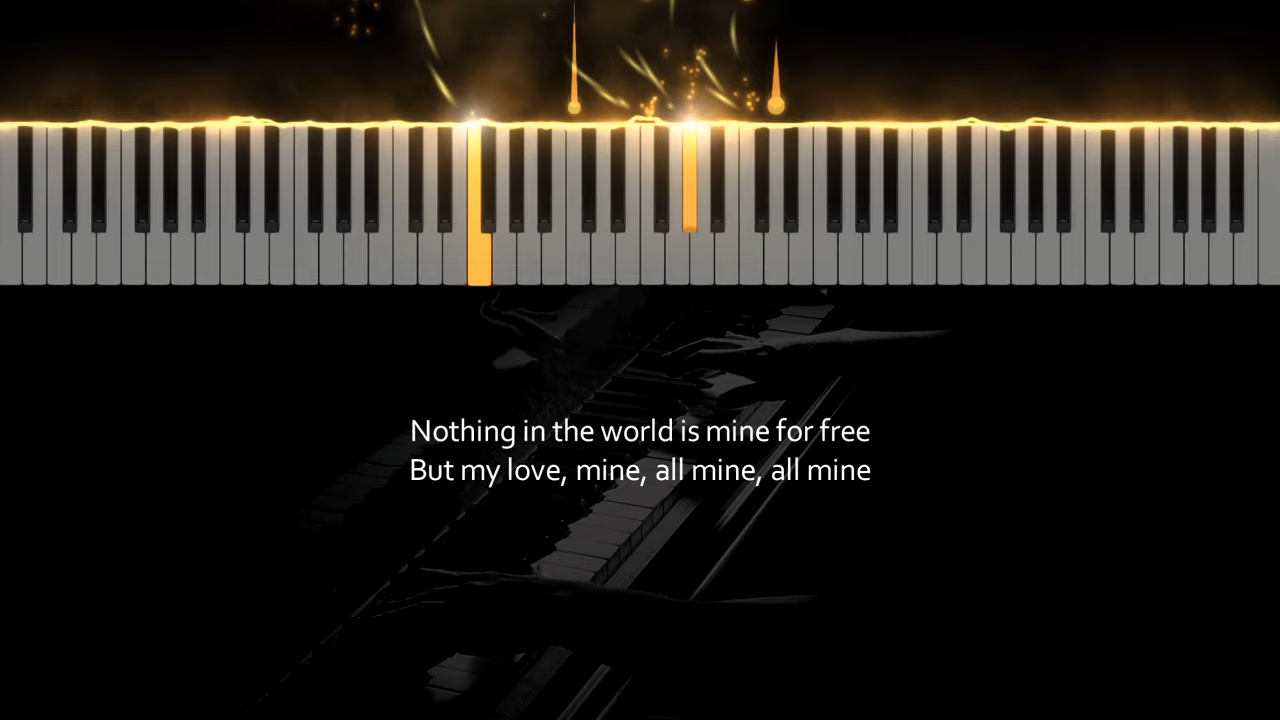 Nothing in the world is mine for free
But my love, mine, all mine, all mine